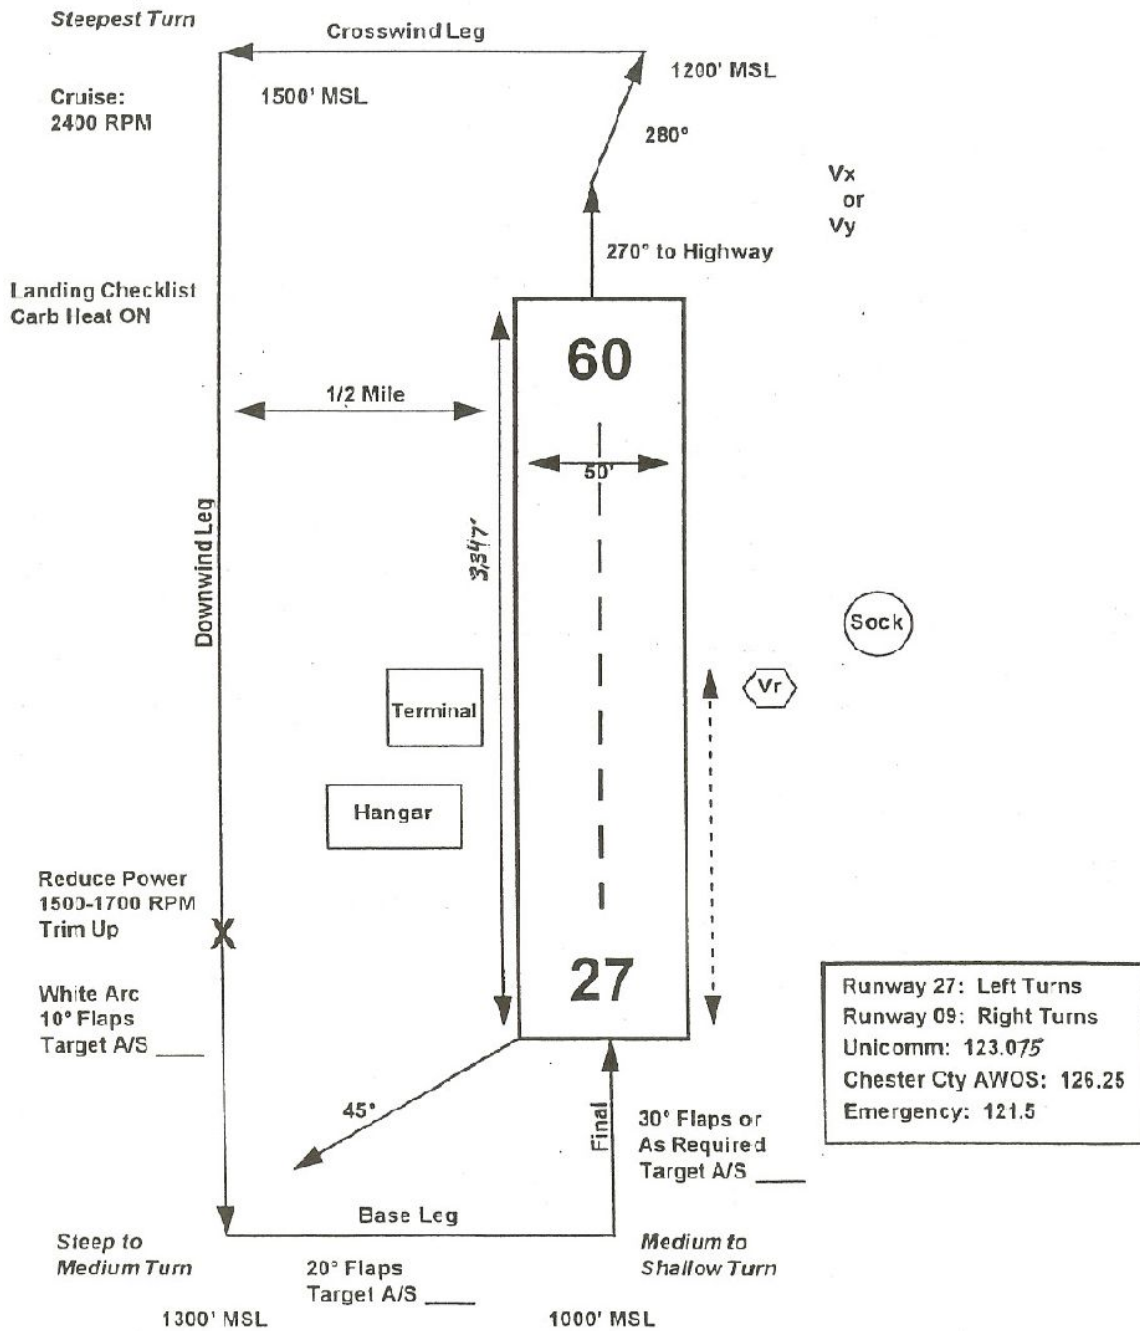 Steepest Turn
Crosswind Leg
1200' MSL
1500' MSL
Cruise:
2400 RPM
280°
Vx
or
Vy
270° to Highway
Landing Checklist
Carb Heat ON
60
1/2 Mile
50'
Downwind Leg
3,347'
Sock
Vr
Terminal
Hangar
Reduce Power
1500-1700 RPM
Trim Up
X
27
White Arc
10° Flaps
Target A/S ____
Runway 27: Left Turns
Runway 09: Right Turns
Unicomm: 123.075
Chester Cty AWOS: 126.25
Emergency: 121.5
45°
Final
30° Flaps or
As Required
Target A/S ____
Base Leg
Steep to
Medium Turn
Medium to
Shallow Turn
20° Flaps
Target A/S ____
1300' MSL
1000' MSL